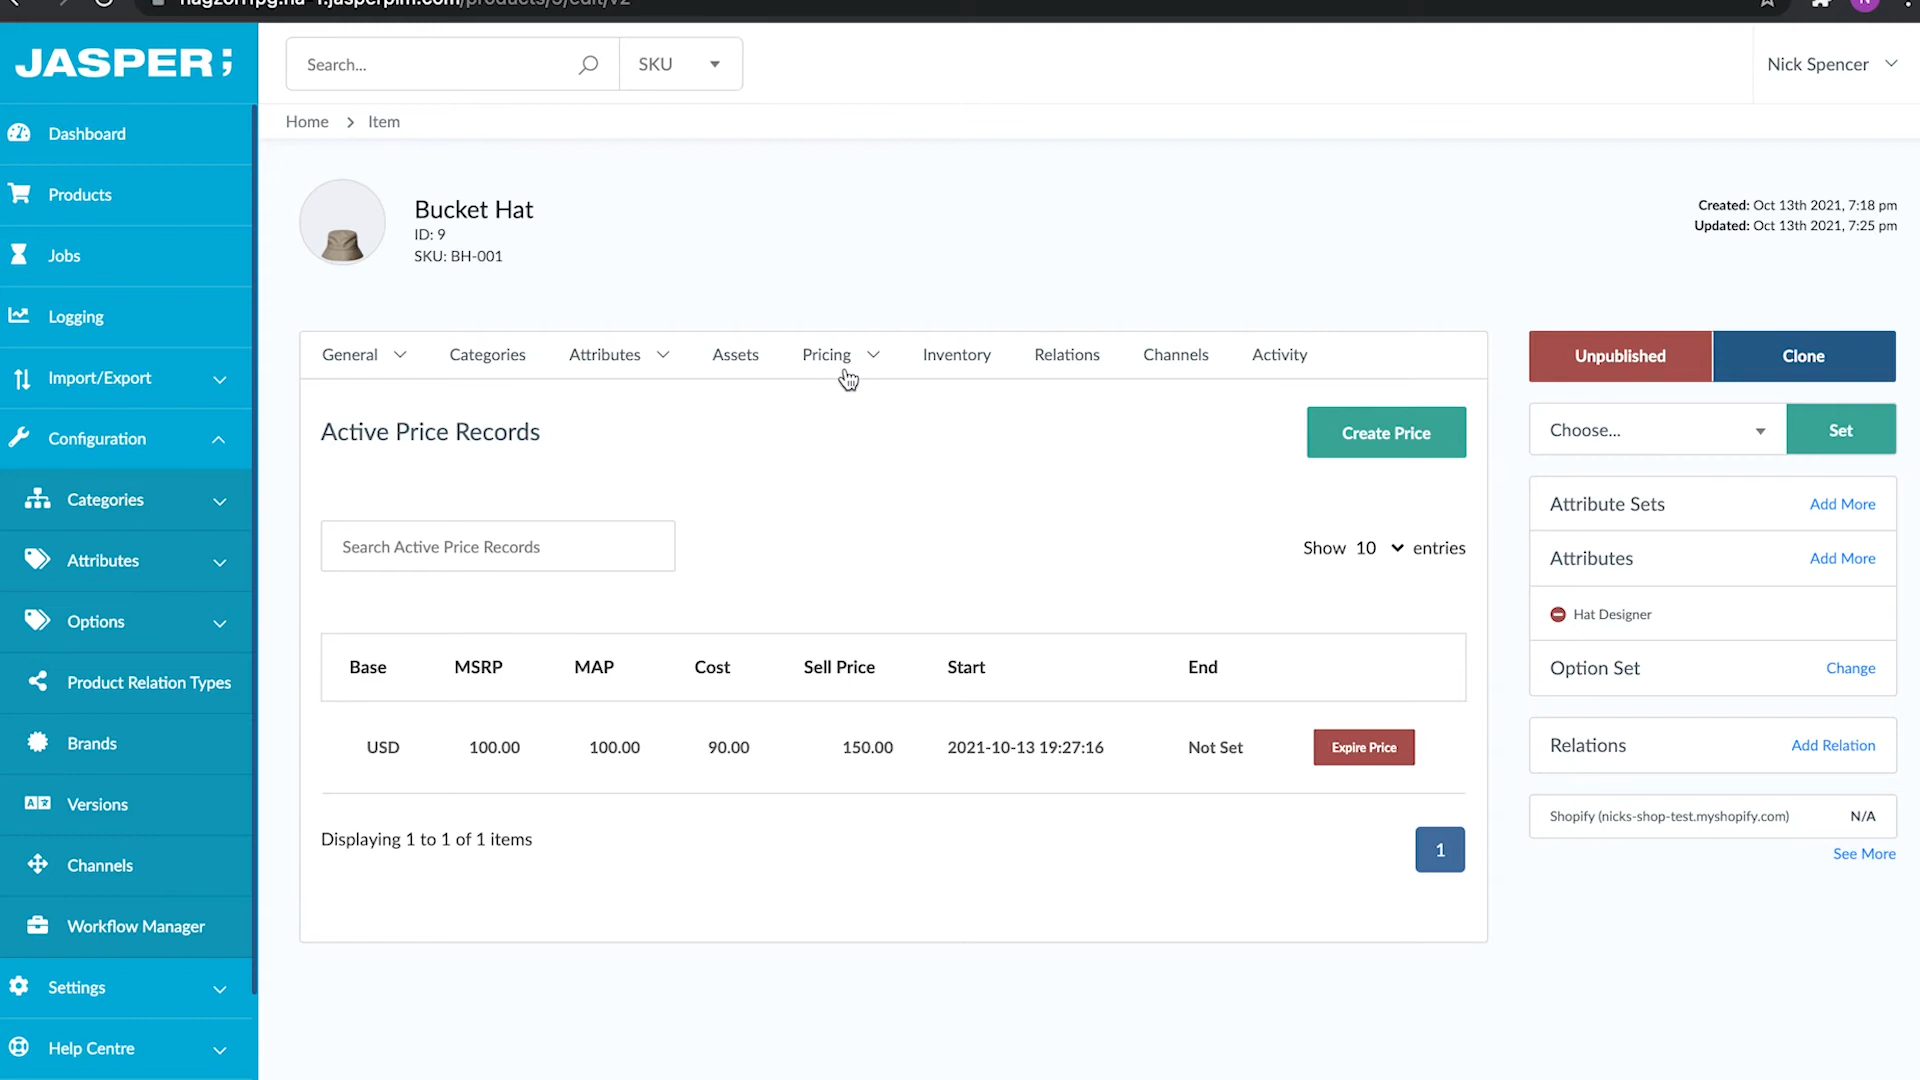 JASPER;
Search...
SKU
Nick Spencer
Home > Item
Dashboard
Products
Jobs
Logging
Import/Export
Configuration
Categories
Attributes
Options
Product Relation Types
Brands
Versions
Channels
Workflow Manager
Settings
Help Centre
Bucket Hat
ID: 9
SKU: BH-001
Created: Oct 13th 2021, 7:18 pm
Updated: Oct 13th 2021, 7:25 pm
General Categories Attributes Assets Pricing Inventory Relations Channels Activity
Active Price Records
Create Price
Search Active Price Records
Show 10 entries
Base MSRP MAP Cost Sell Price Start End
USD 100.00 100.00 90.00 150.00 2021-10-13 19:27:16 Not Set Expire Price
Displaying 1 to 1 of 1 items
1
Unpublished
Clone
Choose...
Set
Attribute Sets Add More
Attributes Add More
Hat Designer
Option Set Change
Relations Add Relation
Shopify (nicks-shop-test.myshopify.com) N/A
See More